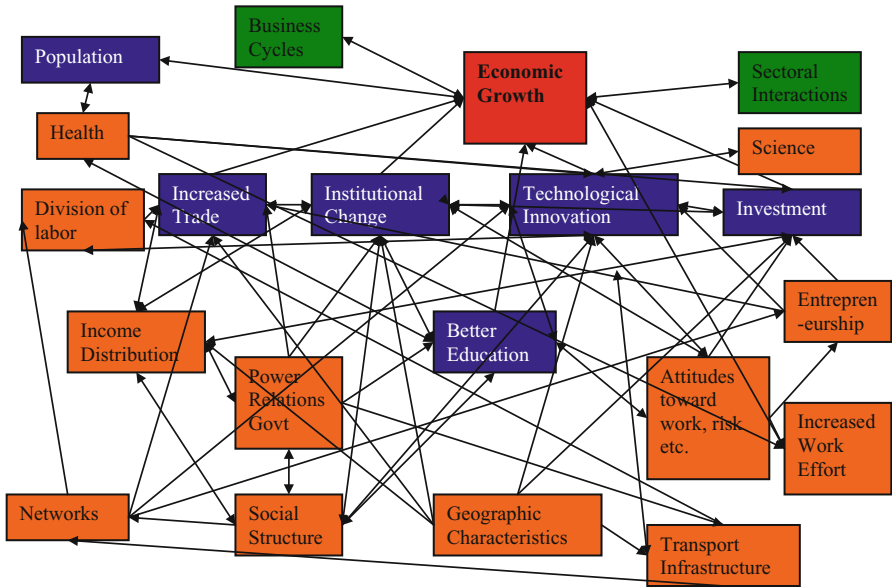 Business
Cycles
Population
Economic
Growth
Sectoral
Interactions
Health
Science
Division of
labor
Increased
Trade
Institutional
Change
Technological
Innovation
Investment
Income
Distribution
Better
Education
Entrepren
-eurship
Power
Relations
Govt
Attitudes
toward
work, risk
etc.
Increased
Work
Effort
Networks
Social
Structure
Geographic
Characteristics
Transport
Infrastructure